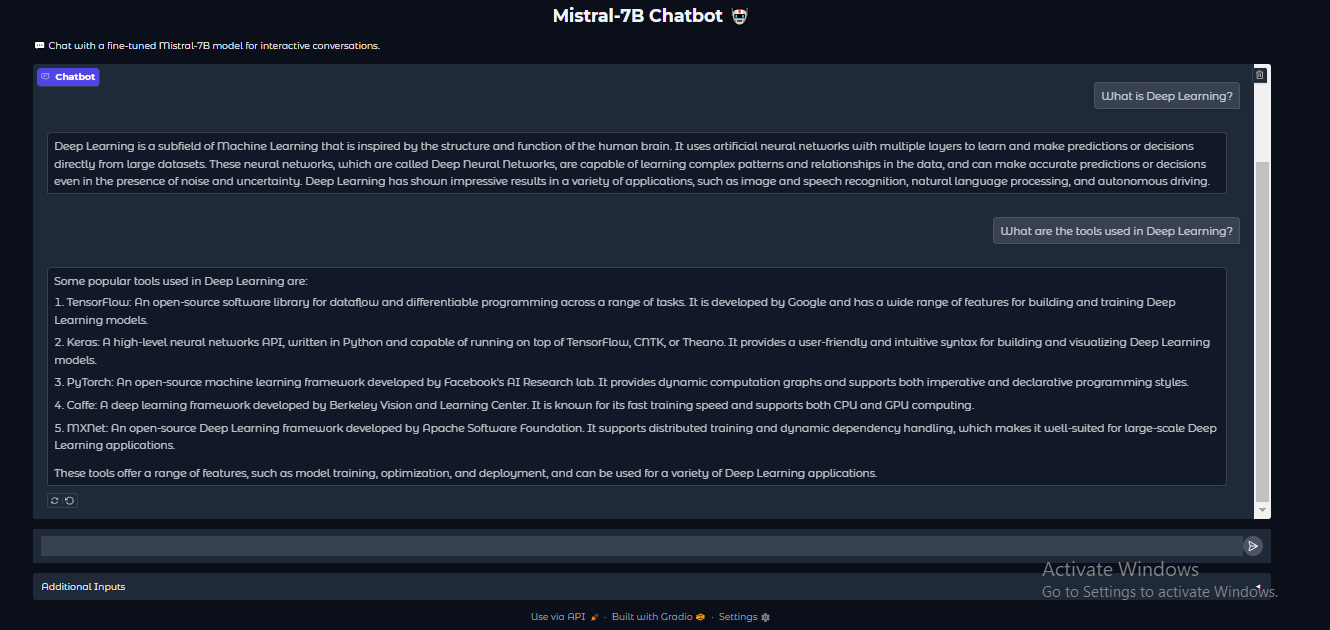 Mistral-7B Chatbot
Chat with a fine-tuned Mistral-7B model for interactive conversations.
Chatbot
What is Deep Learning?
Deep Learning is a subfield of Machine Learning that is inspired by the structure and function of the human brain. It uses artificial neural networks with multiple layers to learn and make predictions or decisions
directly from large datasets. These neural networks, which are called Deep Neural Networks, are capable of learning complex patterns and relationships in the data, and can make accurate predictions or decisions
even in the presence of noise and uncertainty. Deep Learning has shown impressive results in a variety of applications, such as image and speech recognition, natural language processing, and autonomous driving.
What are the tools used in Deep Learning?
Some popular tools used in Deep Learning are:
1. TensorFlow: An open-source software library for dataflow and differentiable programming across a range of tasks. It is developed by Google and has a wide range of features for building and training Deep
Learning models.
2. Keras: A high-level neural networks API, written in Python and capable of running on top of TensorFlow, CNTK, or Theano. It provides a user-friendly and intuitive syntax for building and visualizing Deep Learning
models.
3. PyTorch: An open-source machine learning framework developed by Facebook's AI Research lab. It provides dynamic computation graphs and supports both imperative and declarative programming styles.
4. Caffe: A deep learning framework developed by Berkeley Vision and Learning Center. It is known for its fast training speed and supports both CPU and GPU computing.
5. MXNet: An open-source Deep Learning framework developed by Apache Software Foundation. It supports distributed training and dynamic dependency handling, which makes it well-suited for large-scale Deep
Learning applications.
These tools offer a range of features, such as model training, optimization, and deployment, and can be used for a variety of Deep Learning applications.
Activate Windows
Additional Inputs
Go to Settings to activate Windows.
Use via API · Built with Gradio · Settings